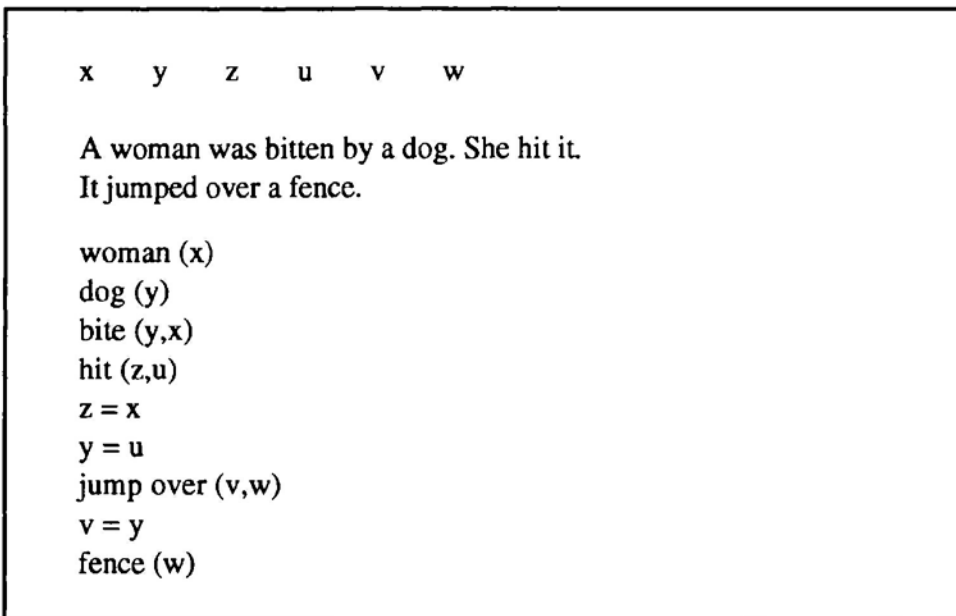 x y z u v w
A woman was bitten by a dog. She hit it.
It jumped over a fence.
woman (x)
dog (y)
bite (y,x)
hit (z,u)
z = x
y = u
jump over (v,w)
v = y
fence (w)